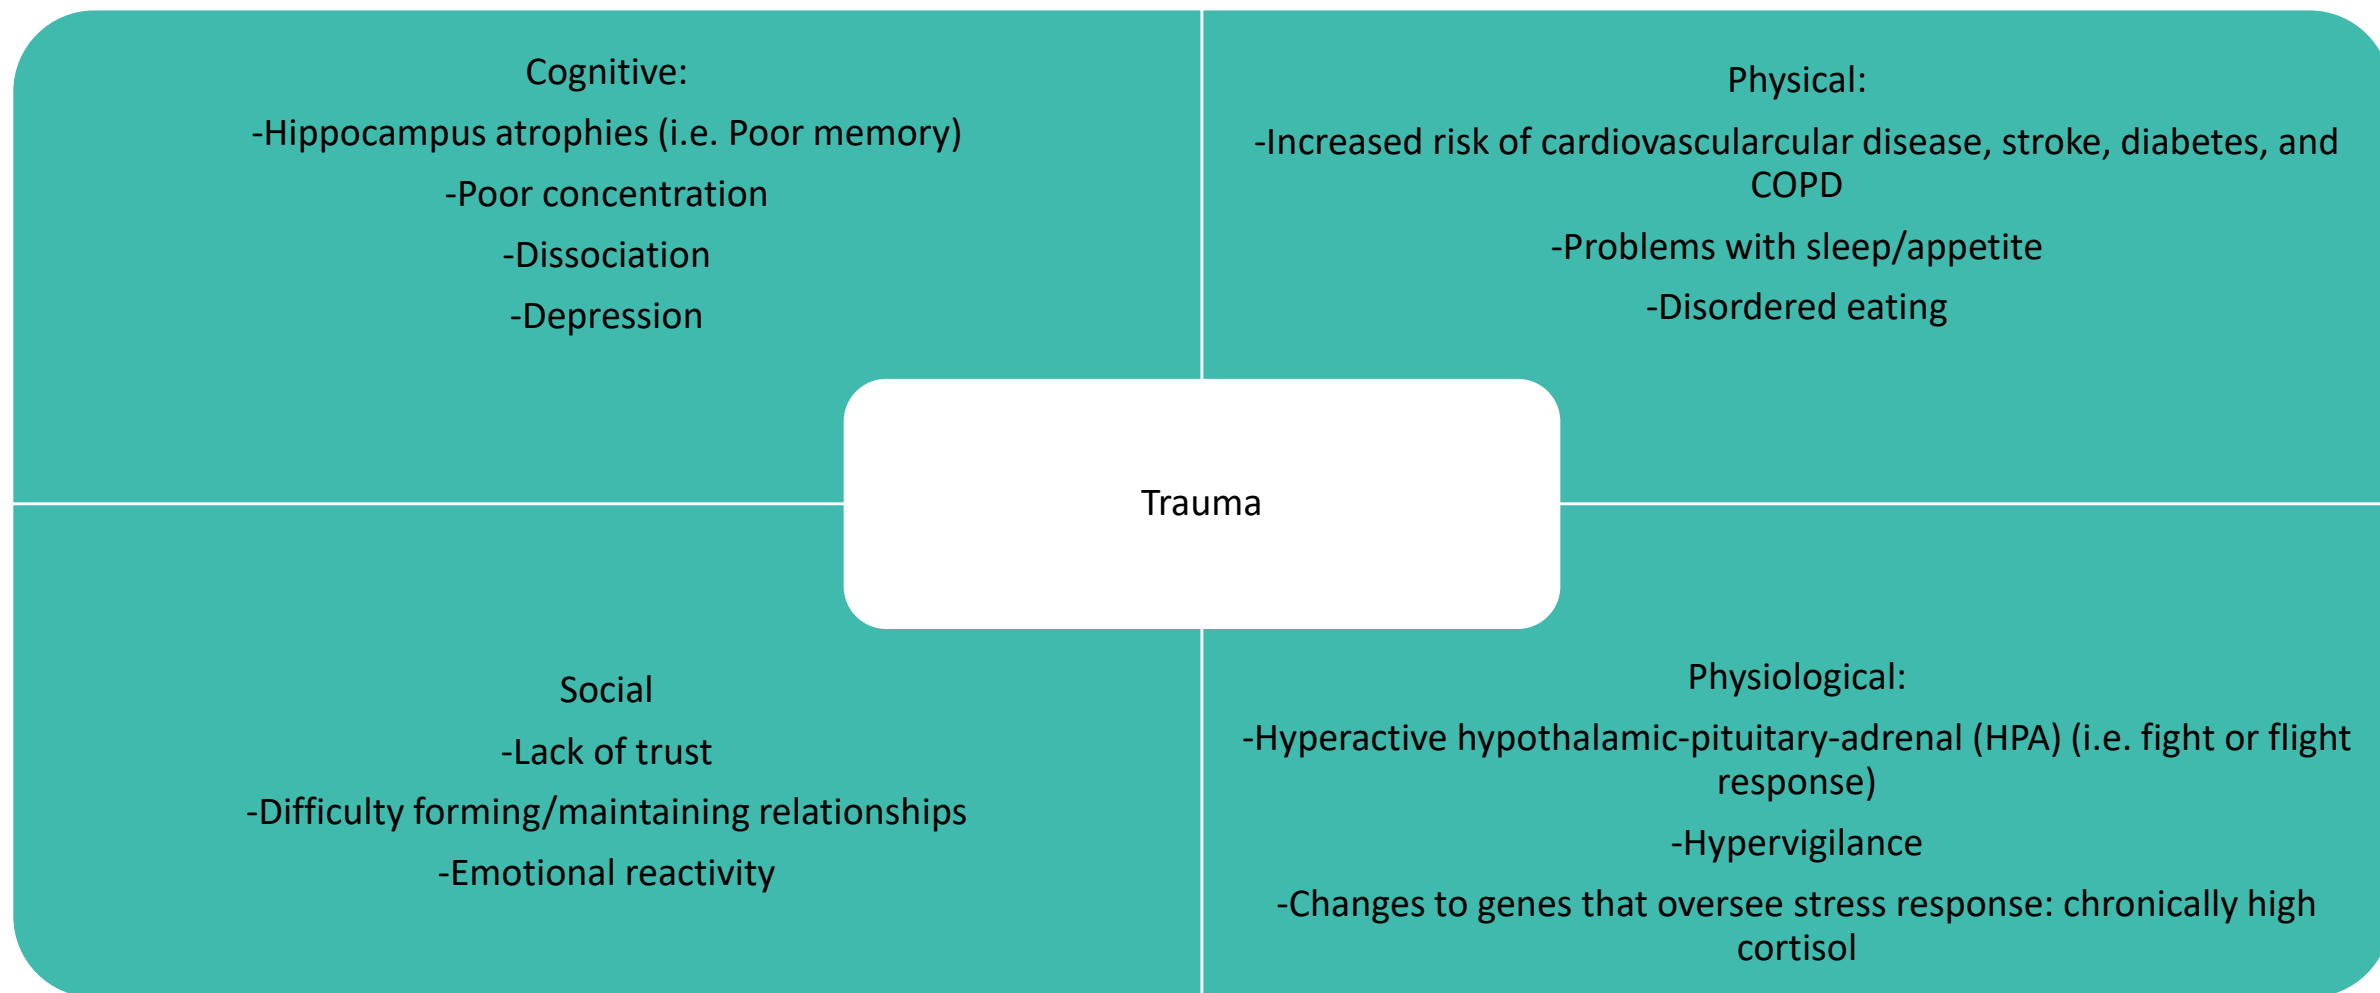 Cognitive:
-Hippocampus atrophies (i.e. Poor memory)
-Poor concentration
-Dissociation
-Depression
Physical:
-Increased risk of cardiovascularcular disease, stroke, diabetes, and
COPD
-Problems with sleep/appetite
-Disordered eating
Trauma
Social
-Lack of trust
-Difficulty forming/maintaining relationships
-Emotional reactivity
Physiological:
-Hyperactive hypothalamic-pituitary-adrenal (HPA) (i.e. fight or flight
response)
-Hypervigilance
-Changes to genes that oversee stress response: chronically high
cortisol